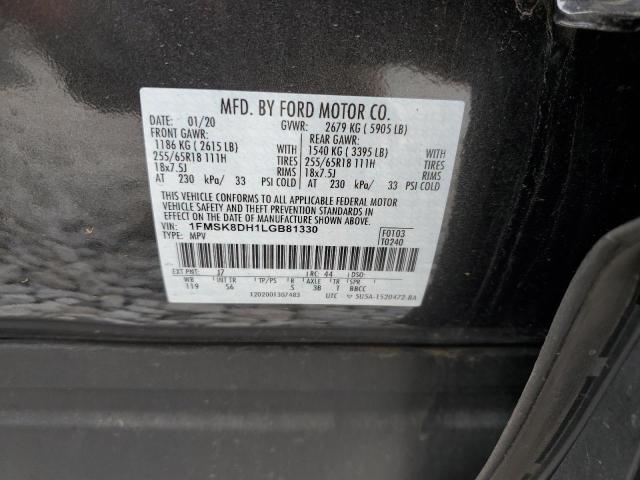 MFD. BY FORD MOTOR CO.
DATE: 01/20 GVWR: 2679 KG ( 5905 LB)
FRONT GAWR: REAR GAWR:
1186 KG ( 2615 LB) WITH 1540 KG ( 3395 LB) WITH
255/65R18 111H TIRES 255/65R18 111H TIRES
18x7.5J RIMS 18x7.5J RIMS
AT 230 kPa/ 33 PSI COLD AT 230 kPa/ 33 PSI COLD
THIS VEHICLE CONFORMS TO ALL APPLICABLE FEDERAL MOTOR
VEHICLE SAFETY AND THEFT PREVENTION STANDARDS IN
EFFECT ON THE DATE OF MANUFACTURE SHOWN ABOVE.
VIN: 1FMSK8DH1LGB81330 F0103
TYPE: MPV T0240
EXT PNT: J7 RC: 44 DSO:
WB INT TR TP/PS R AXLE TR SPR
119 S6 S 3B T BBCC
1202001307483 UTC